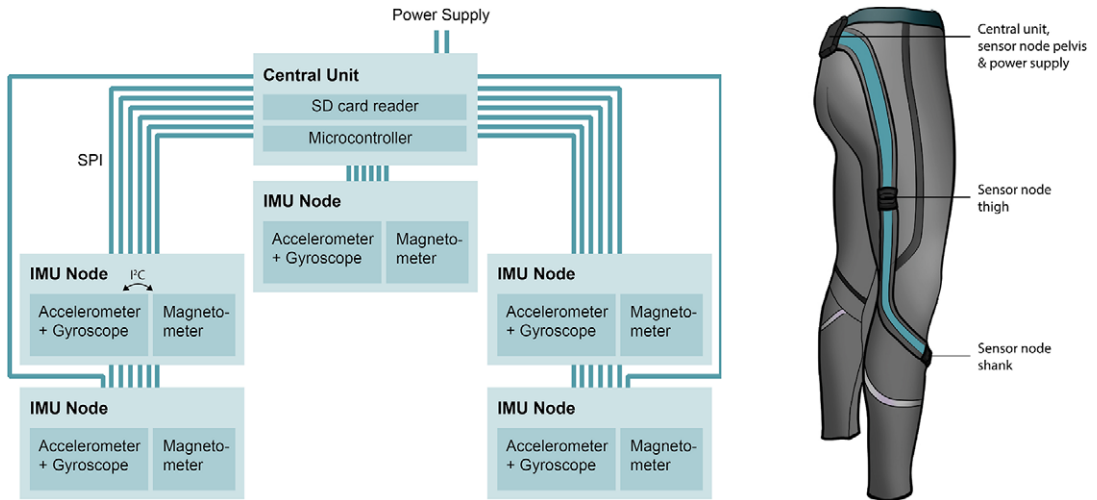 Power Supply
Central Unit
SD card reader
Microcontroller
SPI
IMU Node
Accelerometer
+ Gyroscope
Magneto-
meter
IMU Node
I²C
Accelerometer
+ Gyroscope
Magneto-
meter
IMU Node
Accelerometer
+ Gyroscope
Magneto-
meter
IMU Node
Accelerometer
+ Gyroscope
Magneto-
meter
IMU Node
Accelerometer
+ Gyroscope
Magneto-
meter
Central unit,
sensor node pelvis
& power supply
Sensor node
thigh
Sensor node
shank